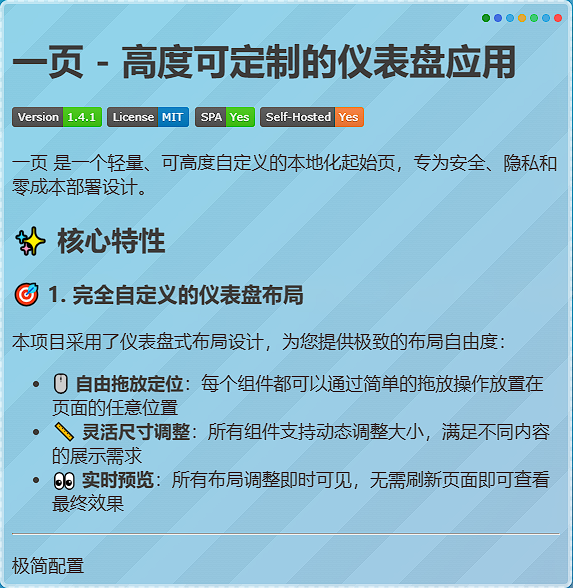 一页 - 高度可定制的仪表盘应用
Version 1.4.1 License MIT SPA Yes Self-Hosted Yes
一页 是一个轻量、可高度自定义的本地化起始页，专为安全、隐私和
零成本部署设计。
✨ 核心特性
🎯 1. 完全自定义的仪表盘布局
本项目采用了仪表盘式布局设计，为您提供极致的布局自由度：
• 🖱️ 自由拖放定位：每个组件都可以通过简单的拖放操作放置在
页面的任意位置
• 📏 灵活尺寸调整：所有组件支持动态调整大小，满足不同内容
的展示需求
• 👀 实时预览：所有布局调整即时可见，无需刷新页面即可查看
最终效果
极简配置